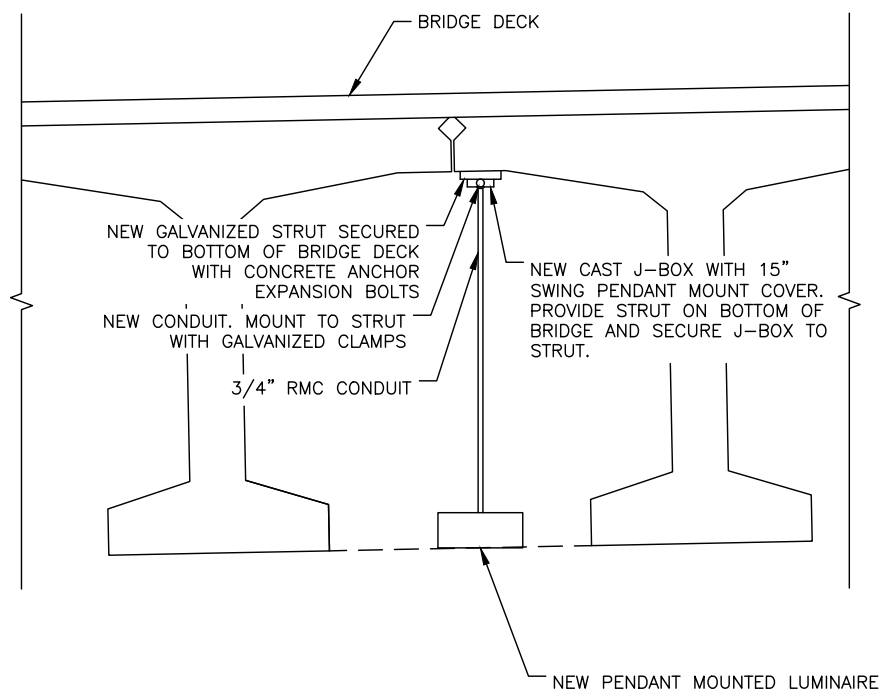 BRIDGE DECK
NEW GALVANIZED STRUT SECURED
TO BOTTOM OF BRIDGE DECK
WITH CONCRETE ANCHOR
EXPANSION BOLTS
NEW CONDUIT. MOUNT TO STRUT
WITH GALVANIZED CLAMPS
3/4" RMC CONDUIT
NEW CAST J-BOX WITH 15"
SWING PENDANT MOUNT COVER.
PROVIDE STRUT ON BOTTOM OF
BRIDGE AND SECURE J-BOX TO
STRUT.
NEW PENDANT MOUNTED LUMINAIRE